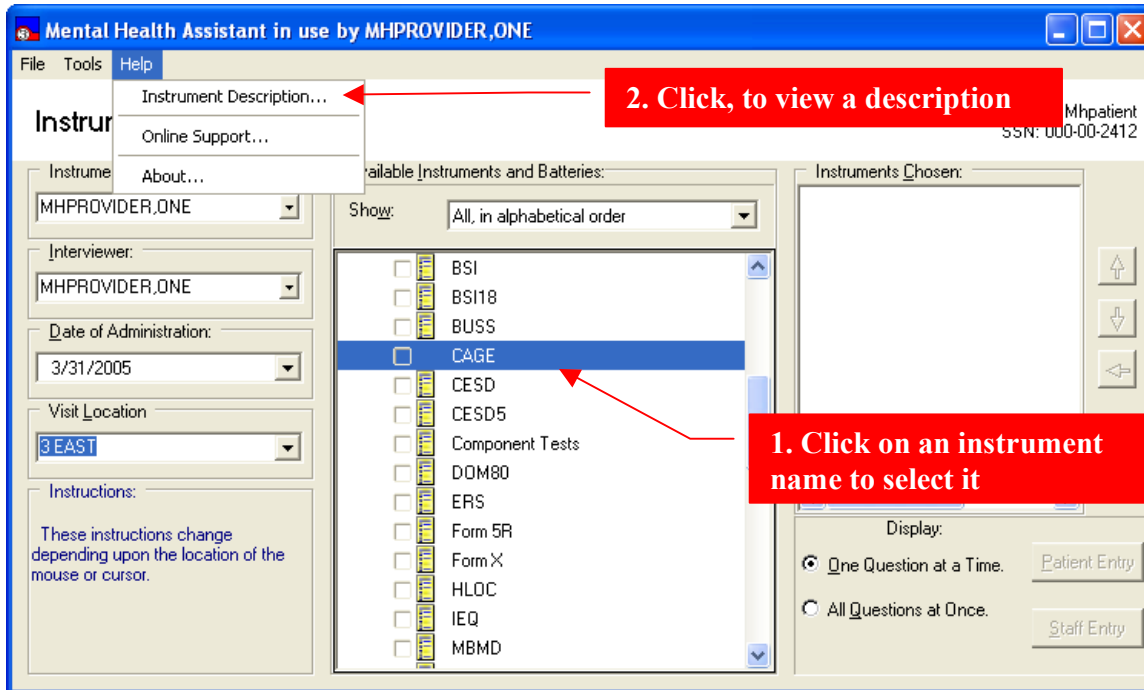 Mental Health Assistant in use by MHPROVIDER,ONE
File Tools Help
Instrument Description...
Online Support...
About...
2. Click, to view a description
Instrur
Mhpatient
SSN: 000-00-2412
Instrume
MHPROVIDER,ONE
Interviewer:
MHPROVIDER,ONE
Date of Administration:
3/31/2005
Visit Location
3 EAST
Instructions:
These instructions change
depending upon the location of the
mouse or cursor.
vailable Instruments and Batteries:
Show: All, in alphabetical order
BSI
BSI18
BUSS
CAGE
CESD
CESD5
Component Tests
DOM80
ERS
Form 5R
Form X
HLOC
IEQ
MBMD
Instruments Chosen:
1. Click on an instrument
name to select it
Display:
One Question at a Time.
All Questions at Once.
Patient Entry
Staff Entry